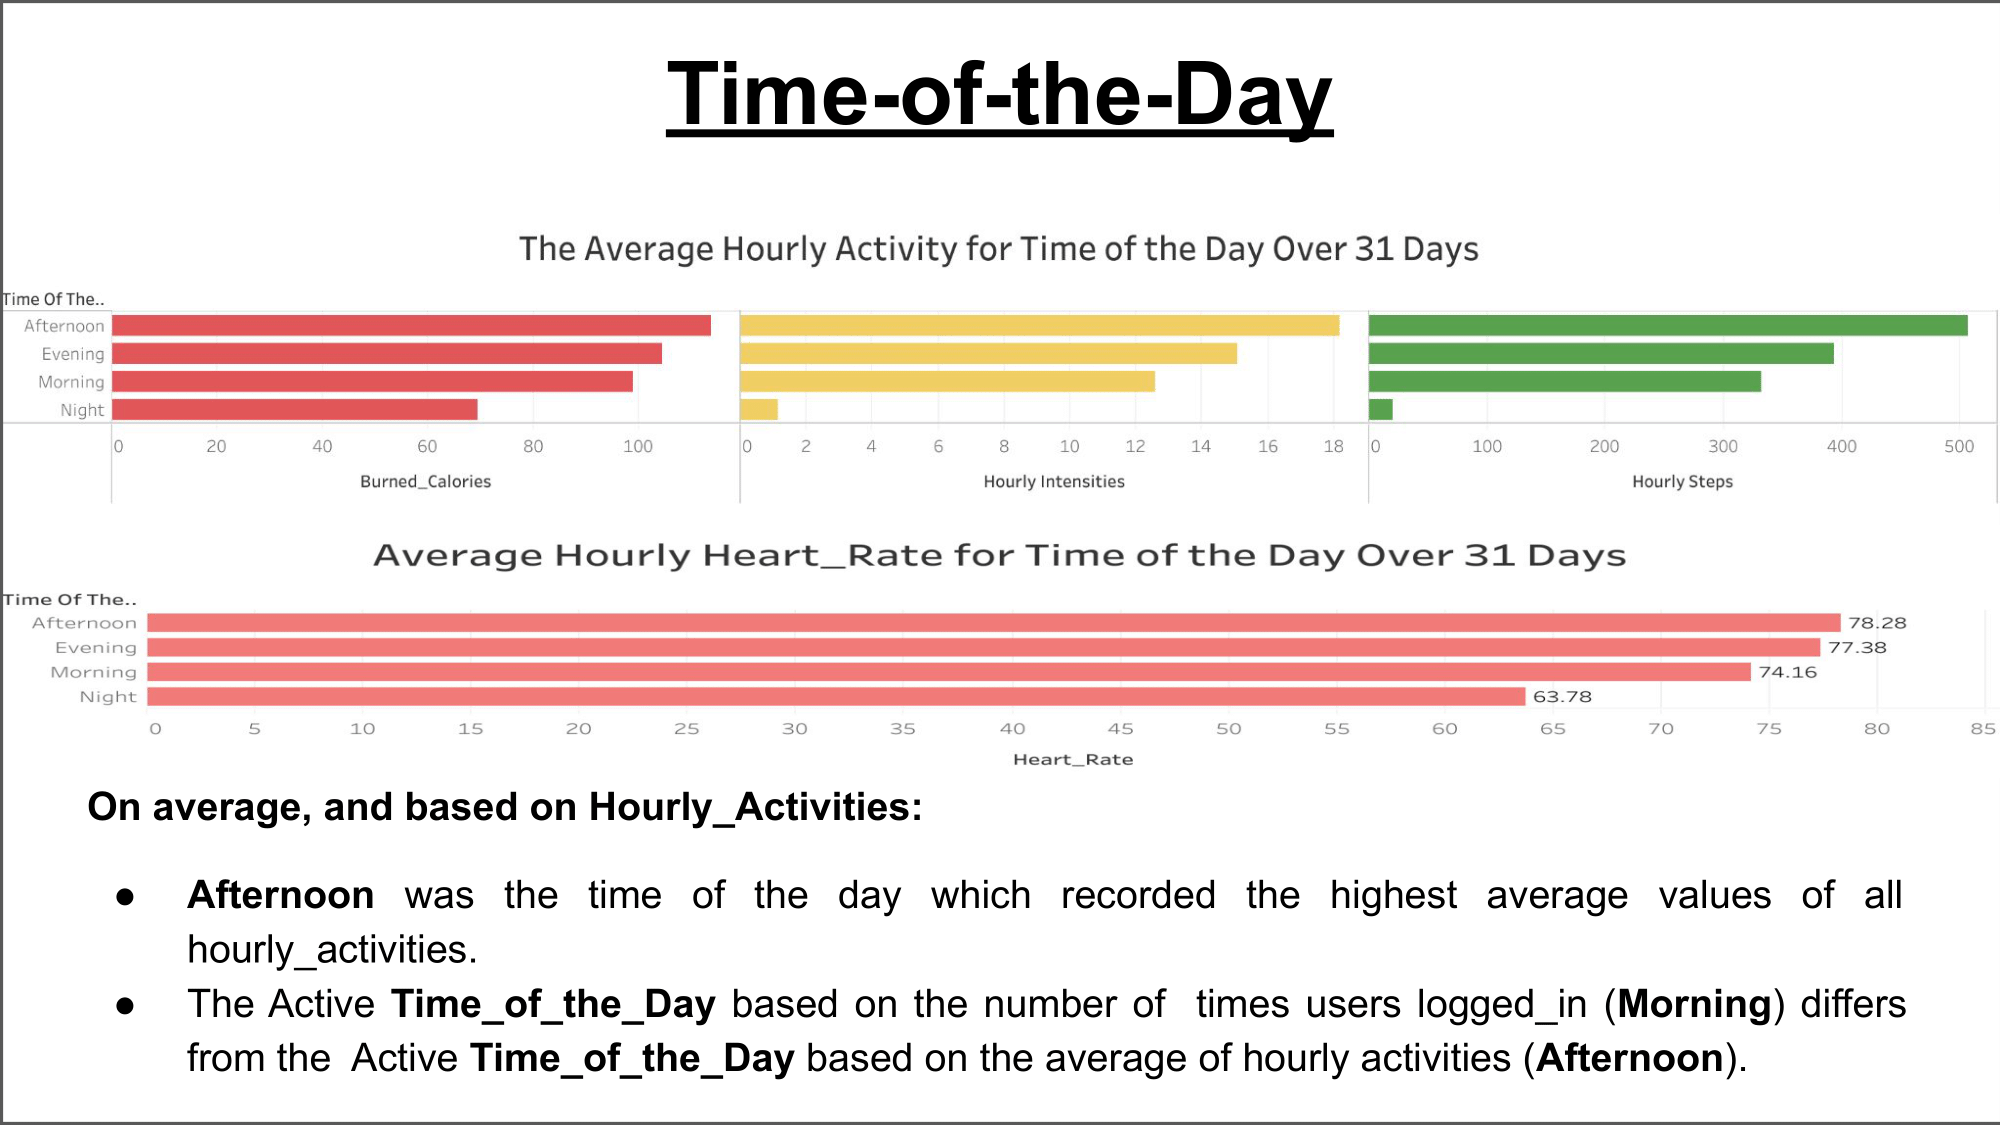 Time-of-the-Day
The Average Hourly Activity for Time of the Day Over 31 Days
Time Of The..
Afternoon
Evening
Morning
Night
0 20 40 60 80 100
Burned_Calories
0 2 4 6 8 10 12 14 16 18
Hourly Intensities
0 100 200 300 400 500
Hourly Steps
Average Hourly Heart_Rate for Time of the Day Over 31 Days
Time Of The..
Afternoon 78.28
Evening 77.38
Morning 74.16
Night 63.78
0 5 10 15 20 25 30 35 40 45 50 55 60 65 70 75 80 85
Heart_Rate
On average, and based on Hourly_Activities:
● Afternoon was the time of the day which recorded the highest average values of all
hourly_activities.
● The Active Time_of_the_Day based on the number of times users logged_in (Morning) differs
from the Active Time_of_the_Day based on the average of hourly activities (Afternoon).